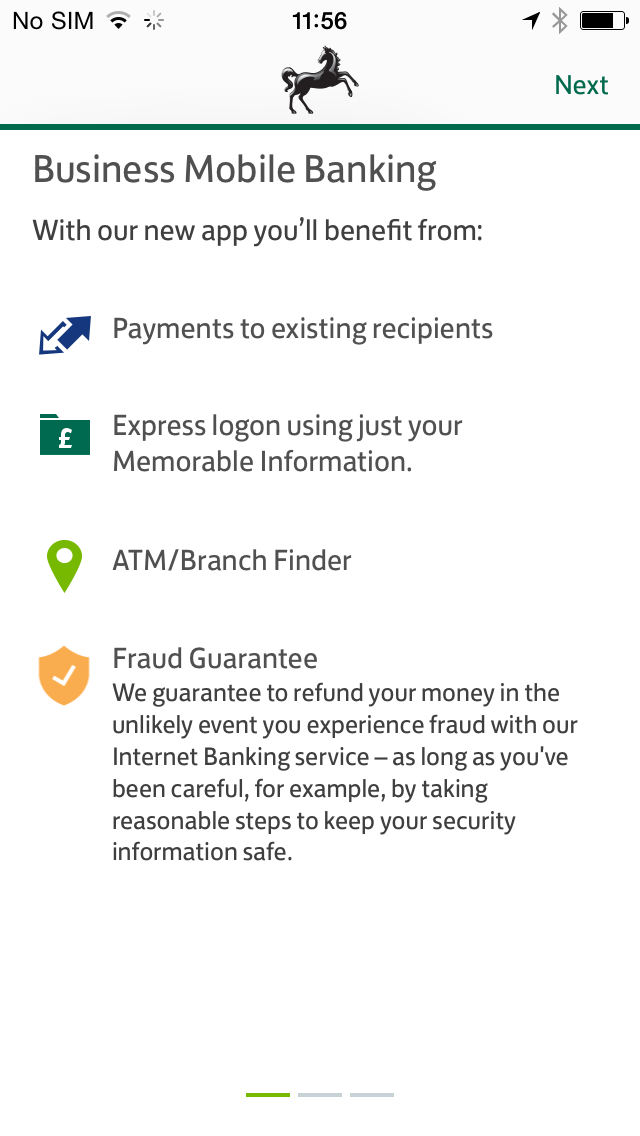 No SIM 11:56
Next
Business Mobile Banking
With our new app you’ll benefit from:
Payments to existing recipients
£
Express logon using just your
Memorable Information.
ATM/Branch Finder
Fraud Guarantee
We guarantee to refund your money in the
unlikely event you experience fraud with our
Internet Banking service – as long as you've
been careful, for example, by taking
reasonable steps to keep your security
information safe.